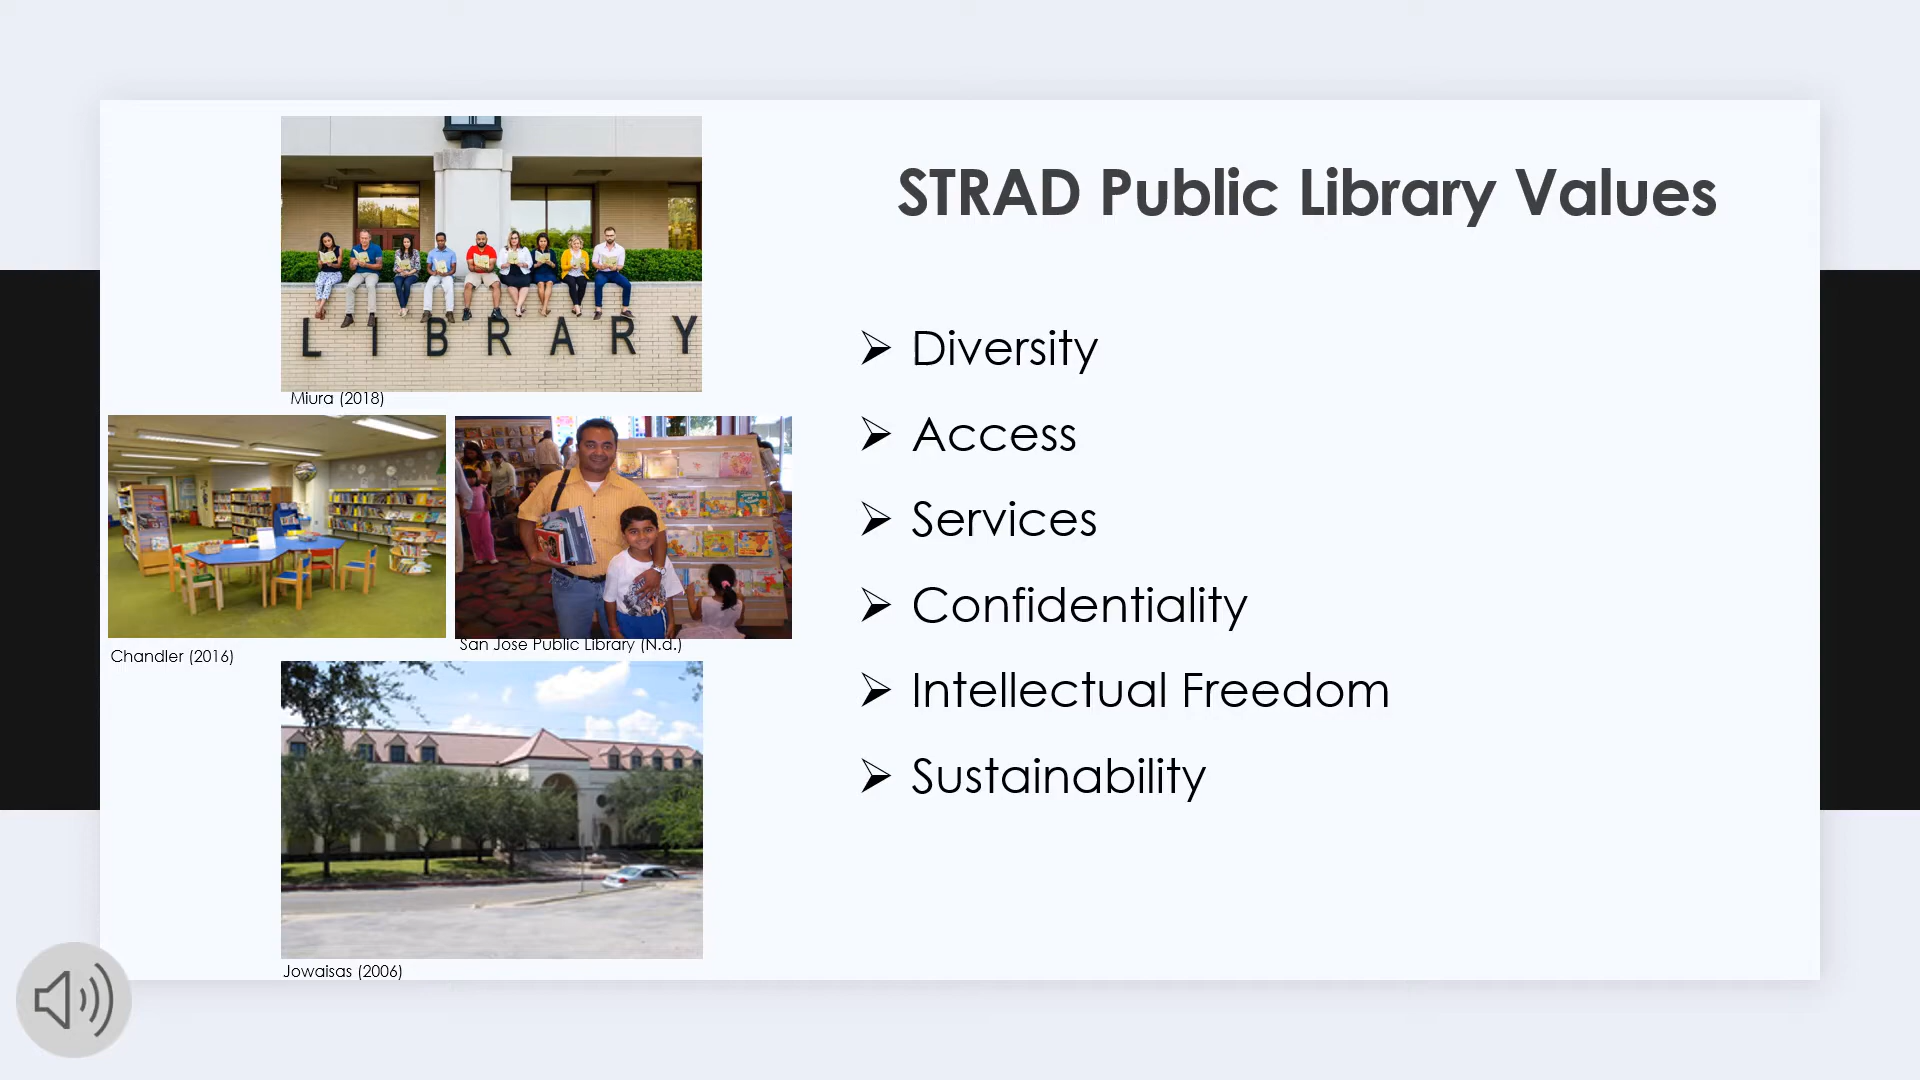 STRAD Public Library Values
LIBRARY
Miura (2018)
Chandler (2016)
San Jose Public Library (N.d.)
Jowaisas (2006)
➢ Diversity
➢ Access
➢ Services
➢ Confidentiality
➢ Intellectual Freedom
➢ Sustainability